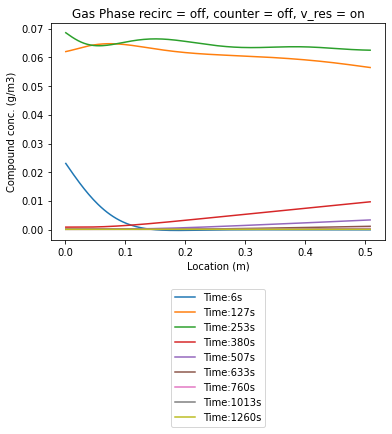 Gas Phase recirc = off, counter = off, v_res = on
Compound conc. (g/m3)
0.07
0.06
0.05
0.04
0.03
0.02
0.01
0.00
0.0 0.1 0.2 0.3 0.4 0.5
Location (m)
Time:6s
Time:127s
Time:253s
Time:380s
Time:507s
Time:633s
Time:760s
Time:1013s
Time:1260s